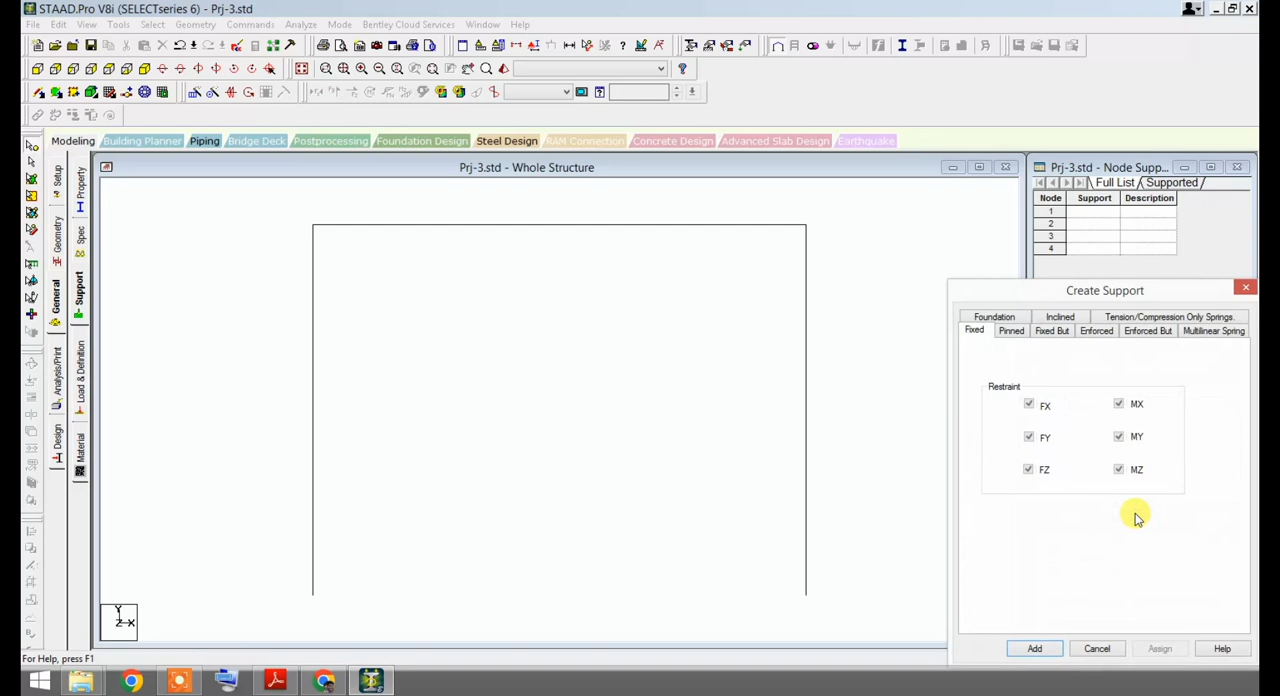 STAAD.Pro V8i (SELECTseries 6) - Prj-3.std
File Edit View Tools Select Geometry Commands Analyze Mode Bentley Cloud Services Window Help
Modeling Building Planner Piping Bridge Deck Postprocessing Foundation Design Steel Design RAM Connection Concrete Design Advanced Slab Design Earthquake
Setup
Geometry
General
Analysis/Print
Design
Property
Spec
Support
Load & Definition
Material
Prj-3.std - Whole Structure
Y
Z X
Prj-3.std - Node Supp...
Full List Supported
Node Support Description
1
2
3
4
Create Support
Foundation Inclined Tension/Compression Only Springs.
Fixed Pinned Fixed But Enforced Enforced But Multilinear Spring
Restraint
FX MX
FY MY
FZ MZ
Add Cancel Assign Help
For Help, press F1